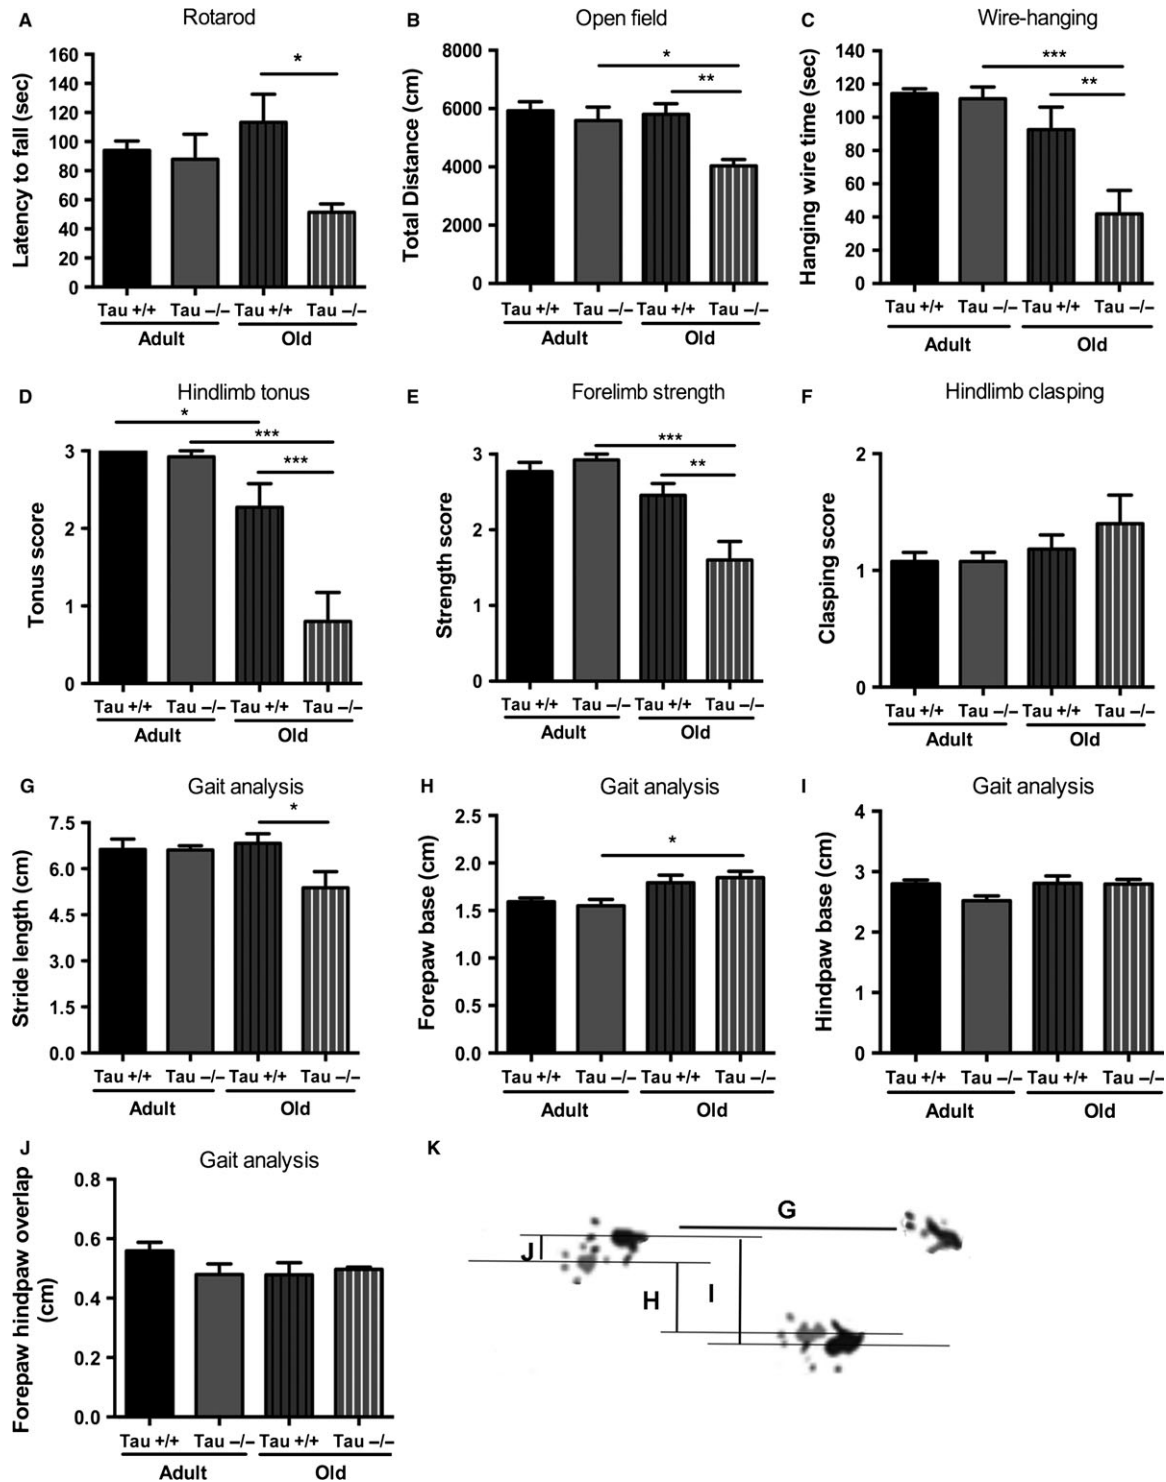 A Rotarod
Latency to fall (sec)
160
140
120
100
80
60
40
20
0
*
Tau +/+ Tau –/– Tau +/+ Tau –/–
Adult Old
B Open field
Total Distance (cm)
8000
6000
4000
2000
0
*
**
Tau +/+ Tau –/– Tau +/+ Tau –/–
Adult Old
C Wire-hanging
Hanging wire time (sec)
140
120
100
80
60
40
20
0
***
**
Tau +/+ Tau –/– Tau +/+ Tau –/–
Adult Old
D Hindlimb tonus
Tonus score
3
2
1
0
*
***
***
Tau +/+ Tau –/– Tau +/+ Tau –/–
Adult Old
E Forelimb strength
Strength score
3
2
1
0
***
**
Tau +/+ Tau –/– Tau +/+ Tau –/–
Adult Old
F Hindlimb clasping
Clasping score
2
1
0
Tau +/+ Tau –/– Tau +/+ Tau –/–
Adult Old
G Gait analysis
Stride length (cm)
7.5
6.0
4.5
3.0
1.5
0.0
*
Tau +/+ Tau –/– Tau +/+ Tau –/–
Adult Old
H Gait analysis
Forepaw base (cm)
2.5
2.0
1.5
1.0
0.5
0.0
*
Tau +/+ Tau –/– Tau +/+ Tau –/–
Adult Old
I Gait analysis
Hindpaw base (cm)
4
3
2
1
0
Tau +/+ Tau –/– Tau +/+ Tau –/–
Adult Old
J Gait analysis
Forepaw hindpaw overlap
(cm)
0.8
0.6
0.4
0.2
0.0
Tau +/+ Tau –/– Tau +/+ Tau –/–
Adult Old
K
G
J
H I